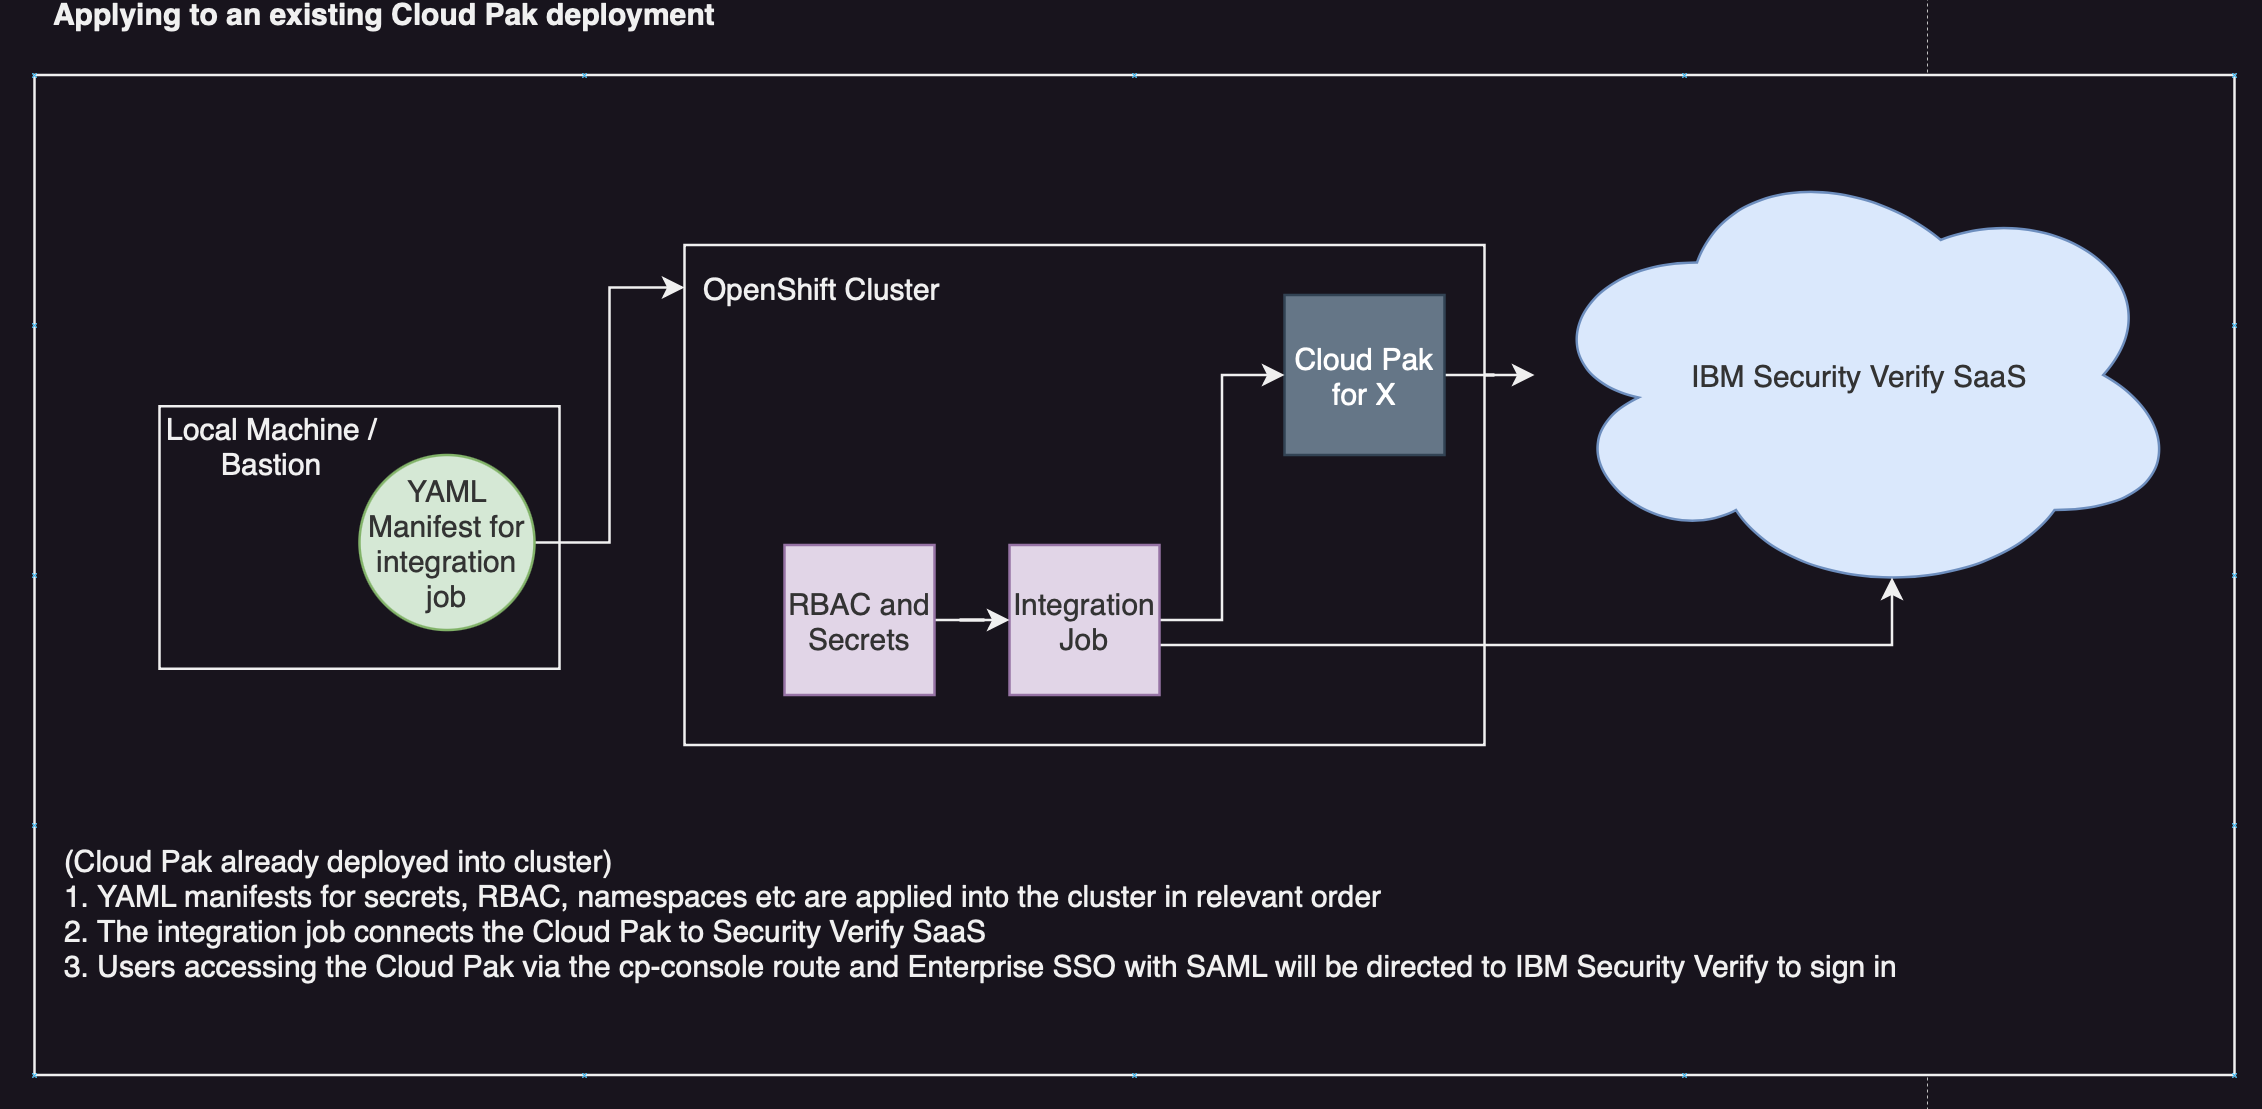 Applying to an existing Cloud Pak deployment
OpenShift Cluster
Cloud Pak
for X
IBM Security Verify SaaS
Local Machine /
Bastion
YAML
Manifest for
integration
job
RBAC and
Secrets
Integration
Job
(Cloud Pak already deployed into cluster)
1. YAML manifests for secrets, RBAC, namespaces etc are applied into the cluster in relevant order
2. The integration job connects the Cloud Pak to Security Verify SaaS
3. Users accessing the Cloud Pak via the cp-console route and Enterprise SSO with SAML will be directed to IBM Security Verify to sign in